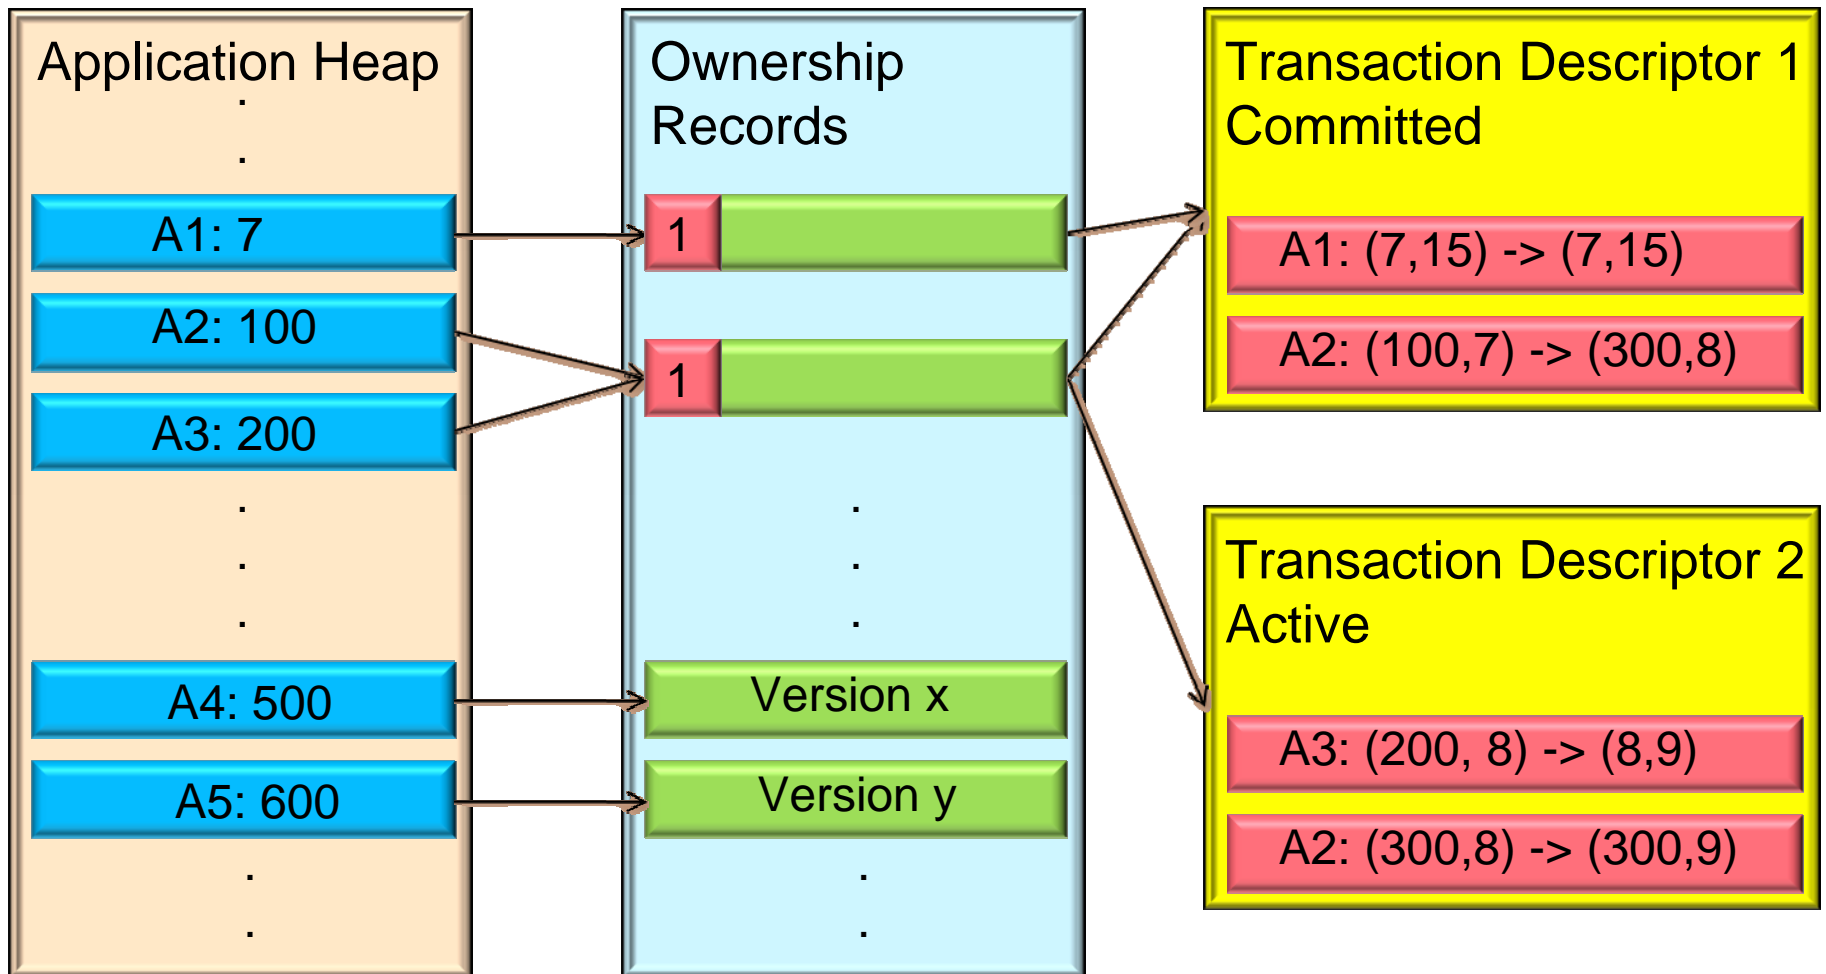 Application Heap
.
.
A1: 7
A2: 100
A3: 200
.
.
.
A4: 500
A5: 600
.
.
Ownership
Records
1
1
.
.
.
Version x
Version y
.
.
Transaction Descriptor 1
Committed
A1: (7,15) -> (7,15)
A2: (100,7) -> (300,8)
Transaction Descriptor 2
Active
A3: (200, 8) -> (8,9)
A2: (300,8) -> (300,9)